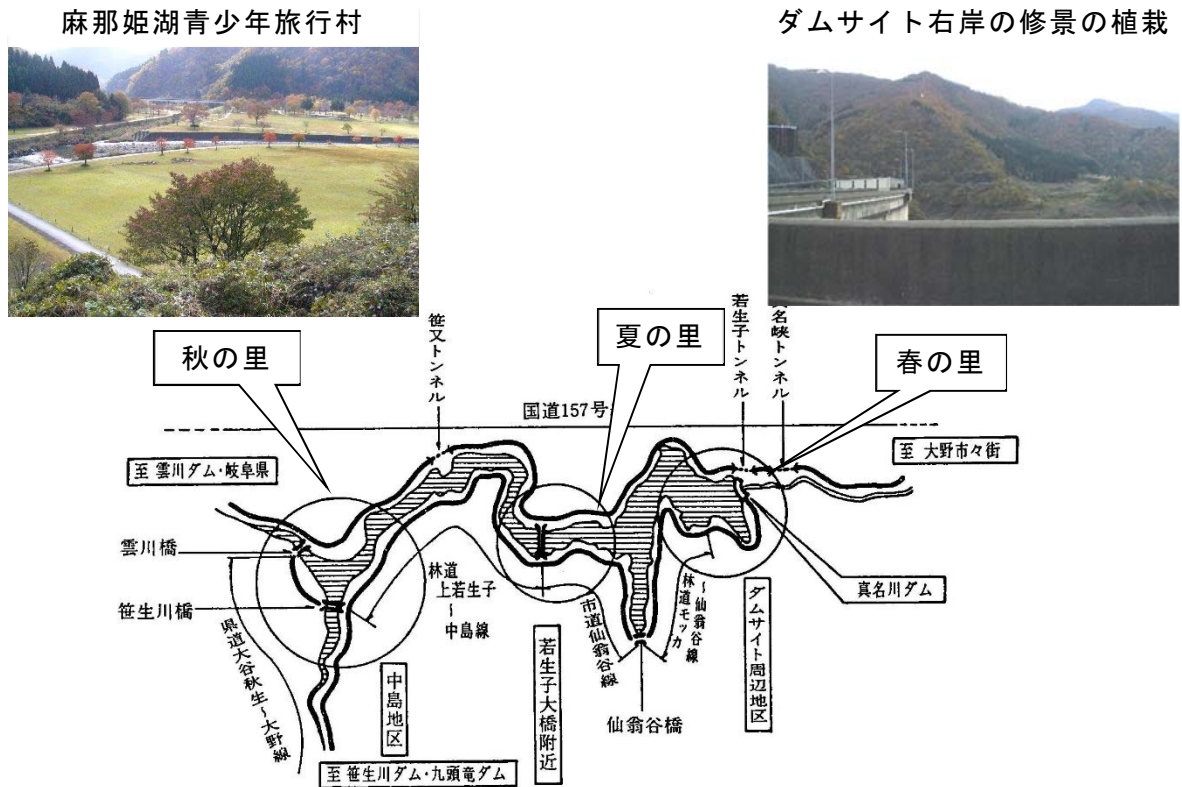 麻那姫湖青少年旅行村
ダムサイト右岸の修景の植栽
秋の里
笹又トンネル
夏の里
若生子トンネル
名峡トンネル
春の里
国道157号
至 雲川ダム・岐阜県
至 大野市々街
雲川橋
笹生川橋
林道
上若生子
～
中島線
県道大谷秋生～大野線
中島地区
若生子大橋附近
市道仙翁谷線
林道モッカ
～仙翁谷線
仙翁谷橋
ダムサイト周辺地区
真名川ダム
至 笹生川ダム・九頭竜ダム